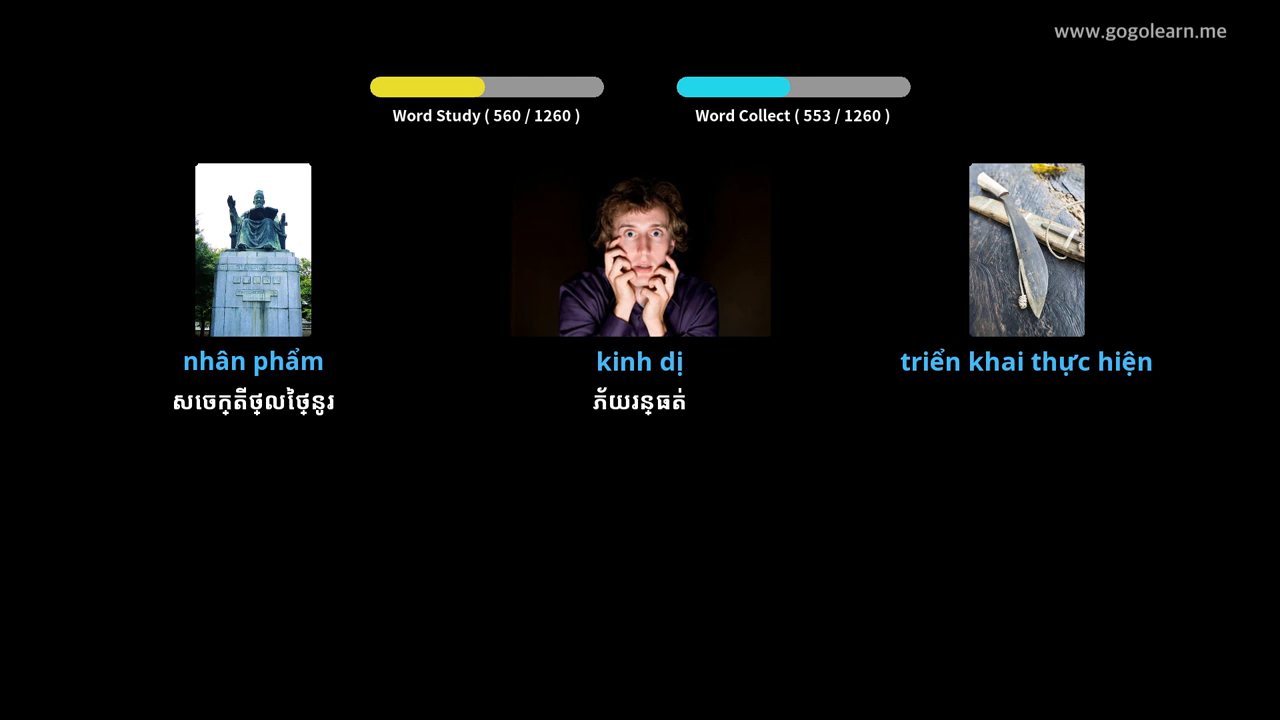 www.gogolearn.me
Word Study ( 560 / 1260 )
Word Collect ( 553 / 1260 )
nhân phẩm
kinh dị
triển khai thực hiện
សចេក្តីថ្លថៃ្នូរ
ភ័យរន្ធត់